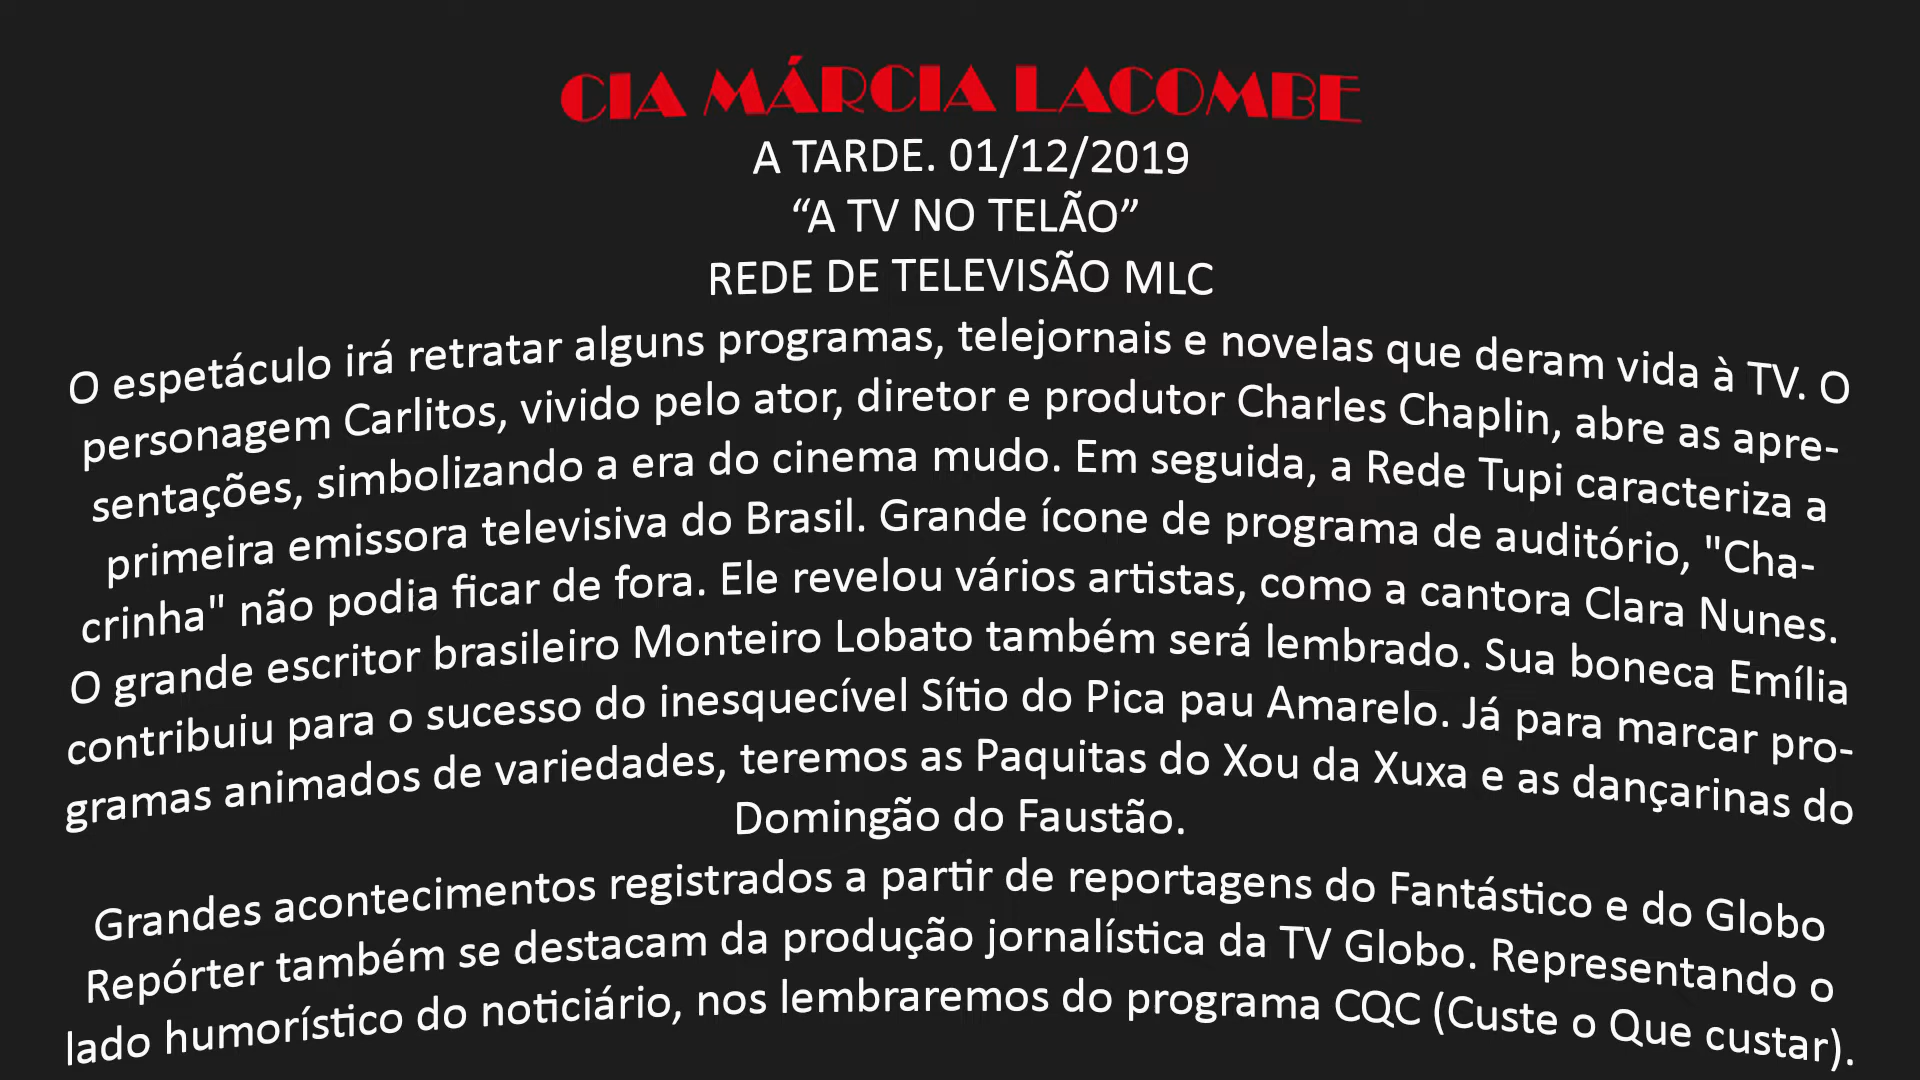 CIA MÁRCIA LACOMBE
A TARDE. 01/12/2019
“A TV NO TELÃO”
REDE DE TELEVISÃO MLC
O espetáculo irá retratar alguns programas, telejornais e novelas que deram vida à TV. O
personagem Carlitos, vivido pelo ator, diretor e produtor Charles Chaplin, abre as apre-
sentações, simbolizando a era do cinema mudo. Em seguida, a Rede Tupi caracteriza a
primeira emissora televisiva do Brasil. Grande ícone de programa de auditório, "Cha-
crinha" não podia ficar de fora. Ele revelou vários artistas, como a cantora Clara Nunes.
O grande escritor brasileiro Monteiro Lobato também será lembrado. Sua boneca Emília
contribuiu para o sucesso do inesquecível Sítio do Pica pau Amarelo. Já para marcar pro-
gramas animados de variedades, teremos as Paquitas do Xou da Xuxa e as dançarinas do
Domingão do Faustão.
Grandes acontecimentos registrados a partir de reportagens do Fantástico e do Globo
Repórter também se destacam da produção jornalística da TV Globo. Representando o
lado humorístico do noticiário, nos lembraremos do programa CQC (Custe o Que custar).